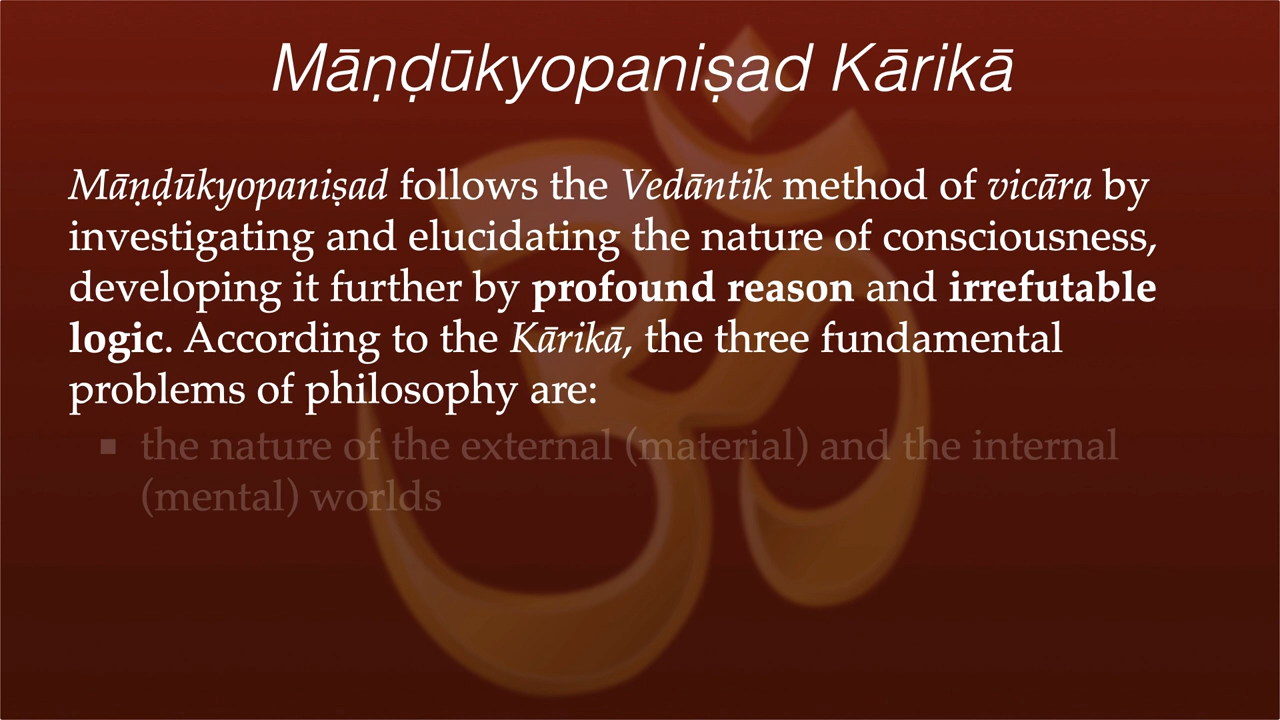 Māṇḍūkyopaniṣad Kārikā
Māṇḍūkyopaniṣad follows the Vedāntik method of vicāra by
investigating and elucidating the nature of consciousness,
developing it further by profound reason and irrefutable
logic. According to the Kārikā, the three fundamental
problems of philosophy are:
▪ the nature of the external (material) and the internal
(mental) worlds
ॐ